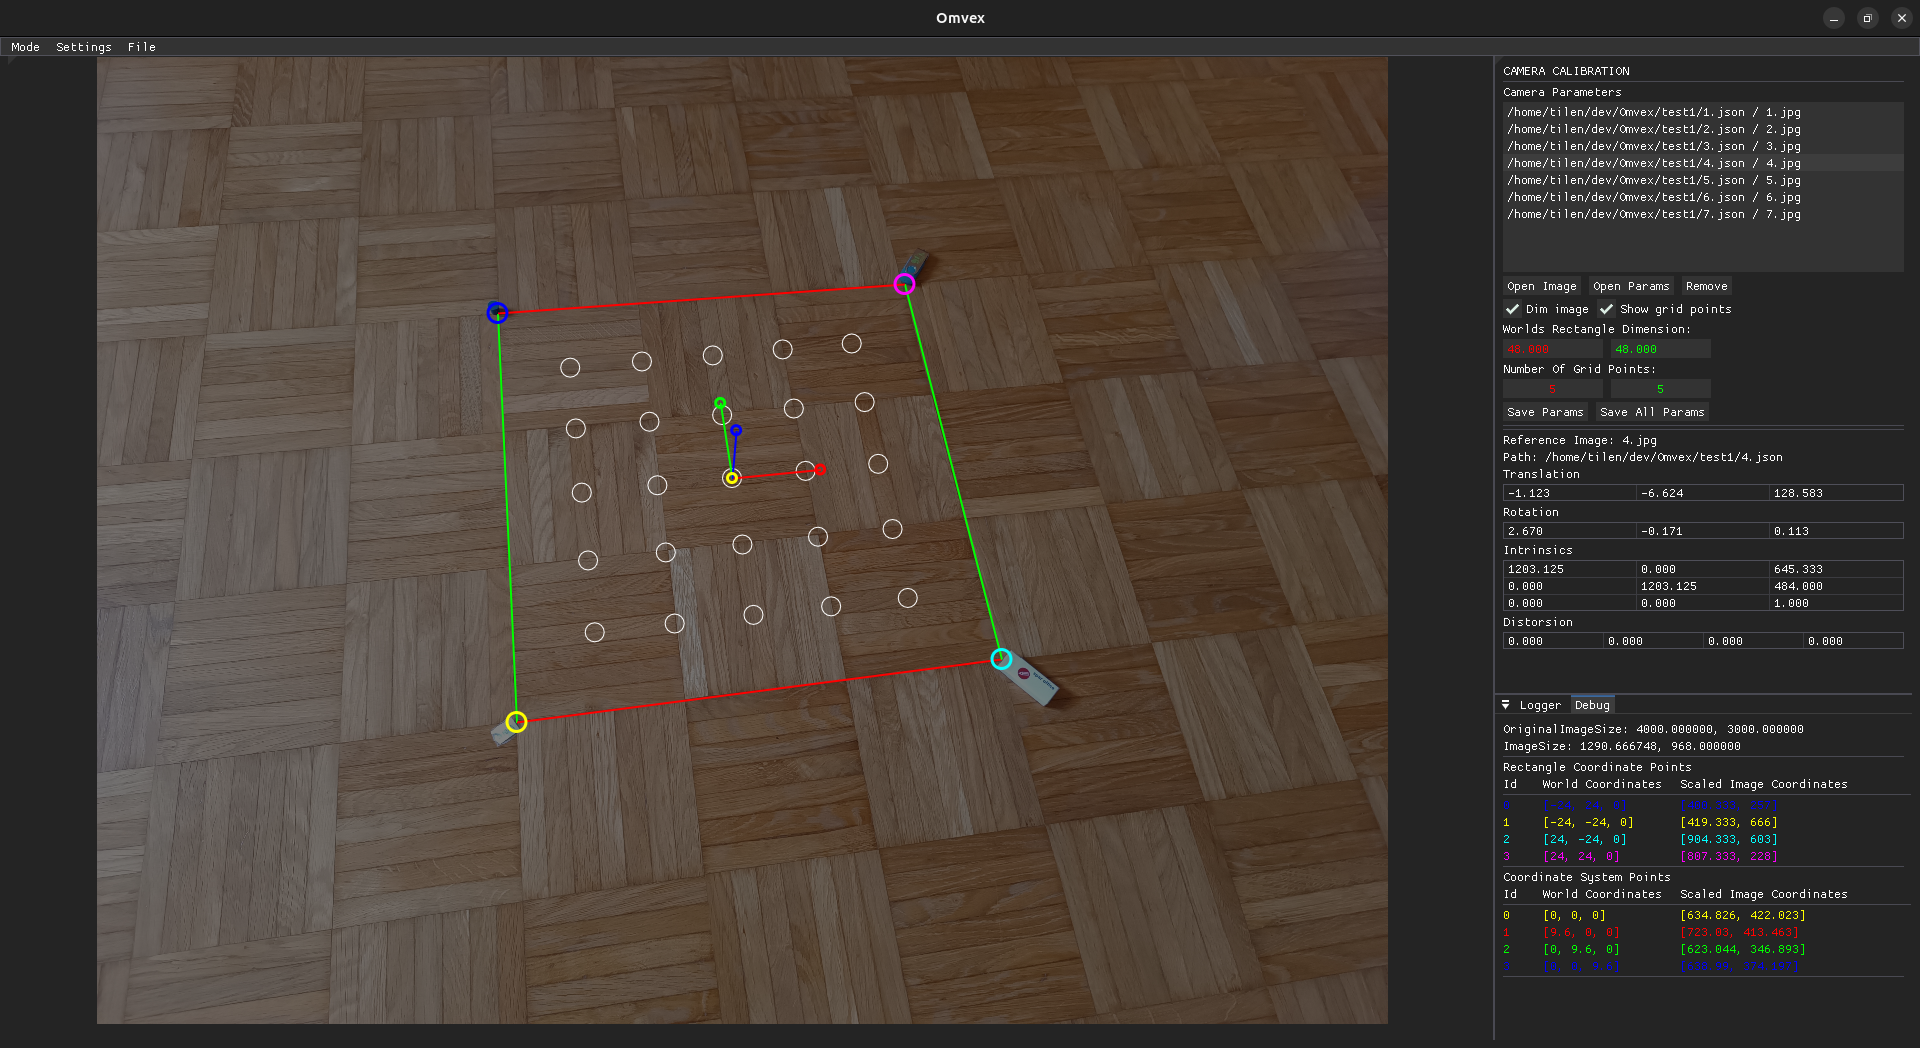 Omvex
Mode Settings File
CAMERA CALIBRATION
Camera Parameters
/home/tilen/dev/Omvex/test1/1.json / 1.jpg
/home/tilen/dev/Omvex/test1/2.json / 2.jpg
/home/tilen/dev/Omvex/test1/3.json / 3.jpg
/home/tilen/dev/Omvex/test1/4.json / 4.jpg
/home/tilen/dev/Omvex/test1/5.json / 5.jpg
/home/tilen/dev/Omvex/test1/6.json / 6.jpg
/home/tilen/dev/Omvex/test1/7.json / 7.jpg
Open Image Open Params Remove
Dim image Show grid points
Worlds Rectangle Dimension:
48.000 48.000
Number Of Grid Points:
5 5
Save Params Save All Params
Reference Image: 4.jpg
Path: /home/tilen/dev/Omvex/test1/4.json
Translation
-1.123 -6.624 128.583
Rotation
2.670 -0.171 0.113
Intrinsics
1203.125 0.000 645.333
0.000 1203.125 484.000
0.000 0.000 1.000
Distorsion
0.000 0.000 0.000 0.000
Logger Debug
OriginalImageSize: 4000.000000, 3000.000000
ImageSize: 1290.666748, 968.000000
Rectangle Coordinate Points
Id World Coordinates Scaled Image Coordinates
0 [-24, 24, 0]
1 [-24, -24, 0] [419.333, 666]
2 [24, -24, 0] [904.333, 603]
3 [24, 24, 0] [807.333, 228]
Coordinate System Points
Id World Coordinates Scaled Image Coordinates
0 [0, 0, 0] [634.826, 422.023]
1 [9.6, 0, 0] [723.03, 413.463]
2 [0, 9.6, 0] [623.044, 346.893]
3